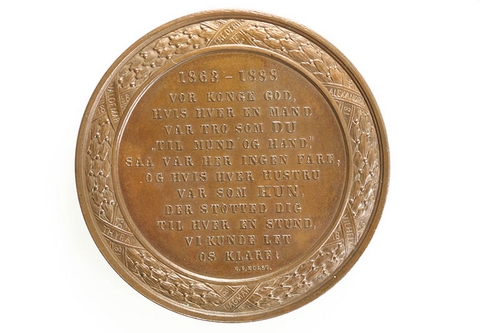 1863-1888
VOR KONGE GOD,
HVIS HVER EN MAND
VAR TRO SOM DU
„TIL MUND OG HAND,"
SAA VAR HER INGEN FARE;
OG HVIS HVER HUSTRU
VAR SOM HUN,
DER STØTTED DIG
TIL HVER EN STUND,
VI KUNDE LET
OS KLARE!
DAGMAR